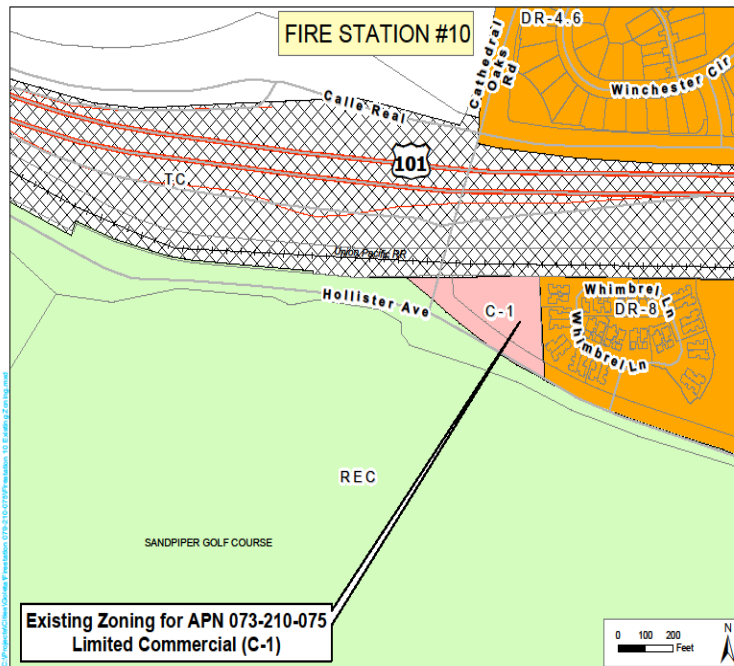 FIRE STATION #10
DR-4.6
Cathedral
Oaks
Rd
Winchester Cir
Calle Real
101
TC
Union Pacific RR
Hollister Ave
C-1
Whimbrel Ln
DR-8
Whimbrel Ln
REC
SANDPIPER GOLF COURSE
Existing Zoning for APN 073-210-075
Limited Commercial (C-1)
0 100 200
Feet
N